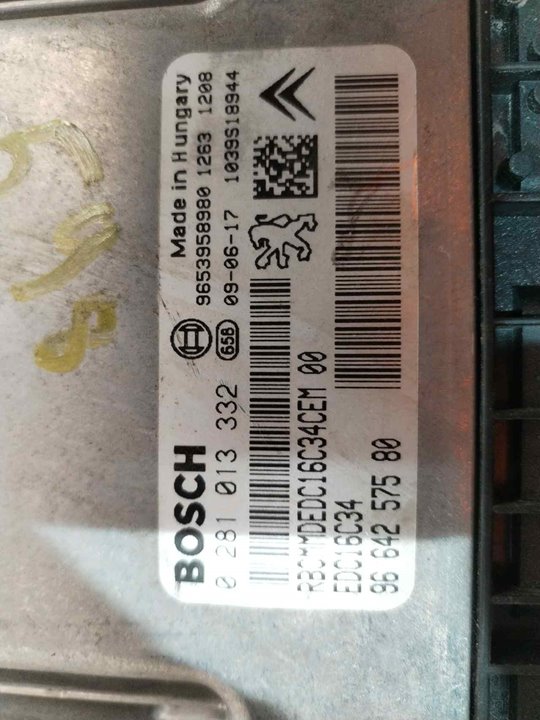 BOSCH
Made in Hungary
658
9653958980 1263 1208
0 281 013 332
09-06-17 1039S18944
RBCMMDEDC16C34CEM 00
EDC16C34
96 642 575 80